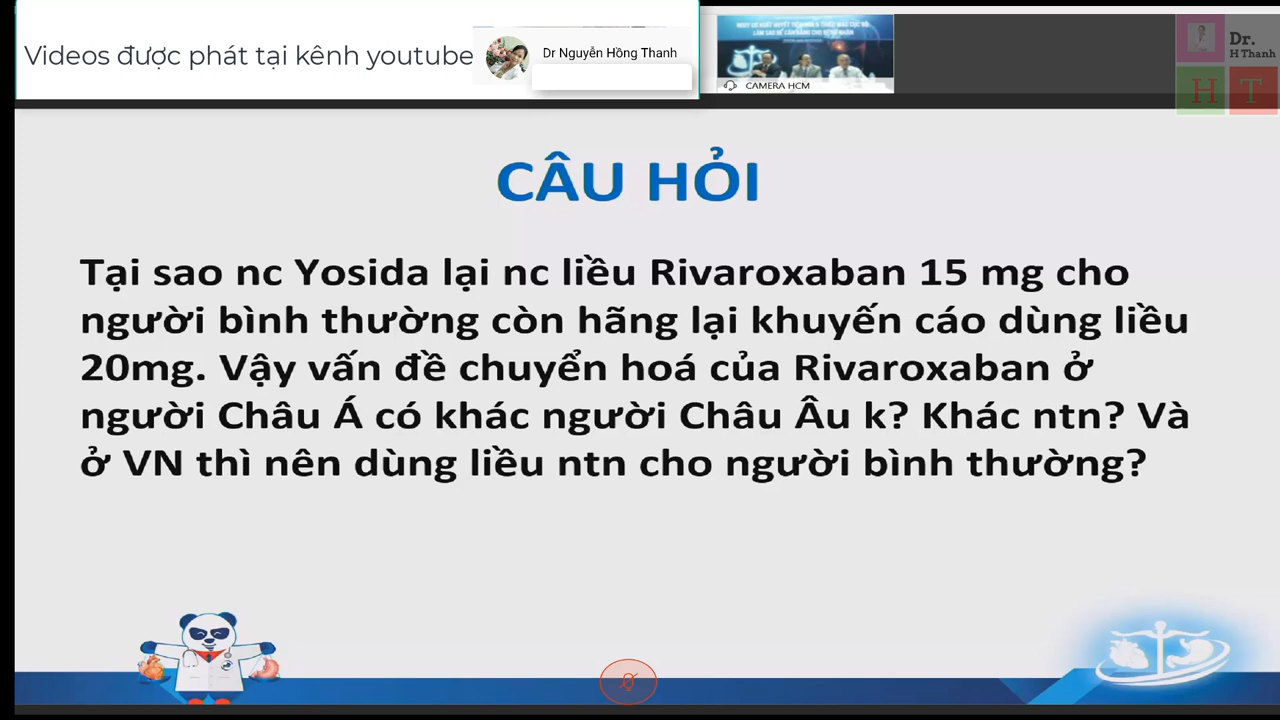 Videos được phát tại kênh youtube
Dr Nguyễn Hồng Thanh
CAMERA HCM
Dr.
H Thanh
H T
CÂU HỎI
Tại sao nc Yosida lại nc liều Rivaroxaban 15 mg cho
người bình thường còn hãng lại khuyến cáo dùng liều
20mg. Vậy vấn đề chuyển hoá của Rivaroxaban ở
người Châu Á có khác người Châu Âu k? Khác ntn? Và
ở VN thì nên dùng liều ntn cho người bình thường?